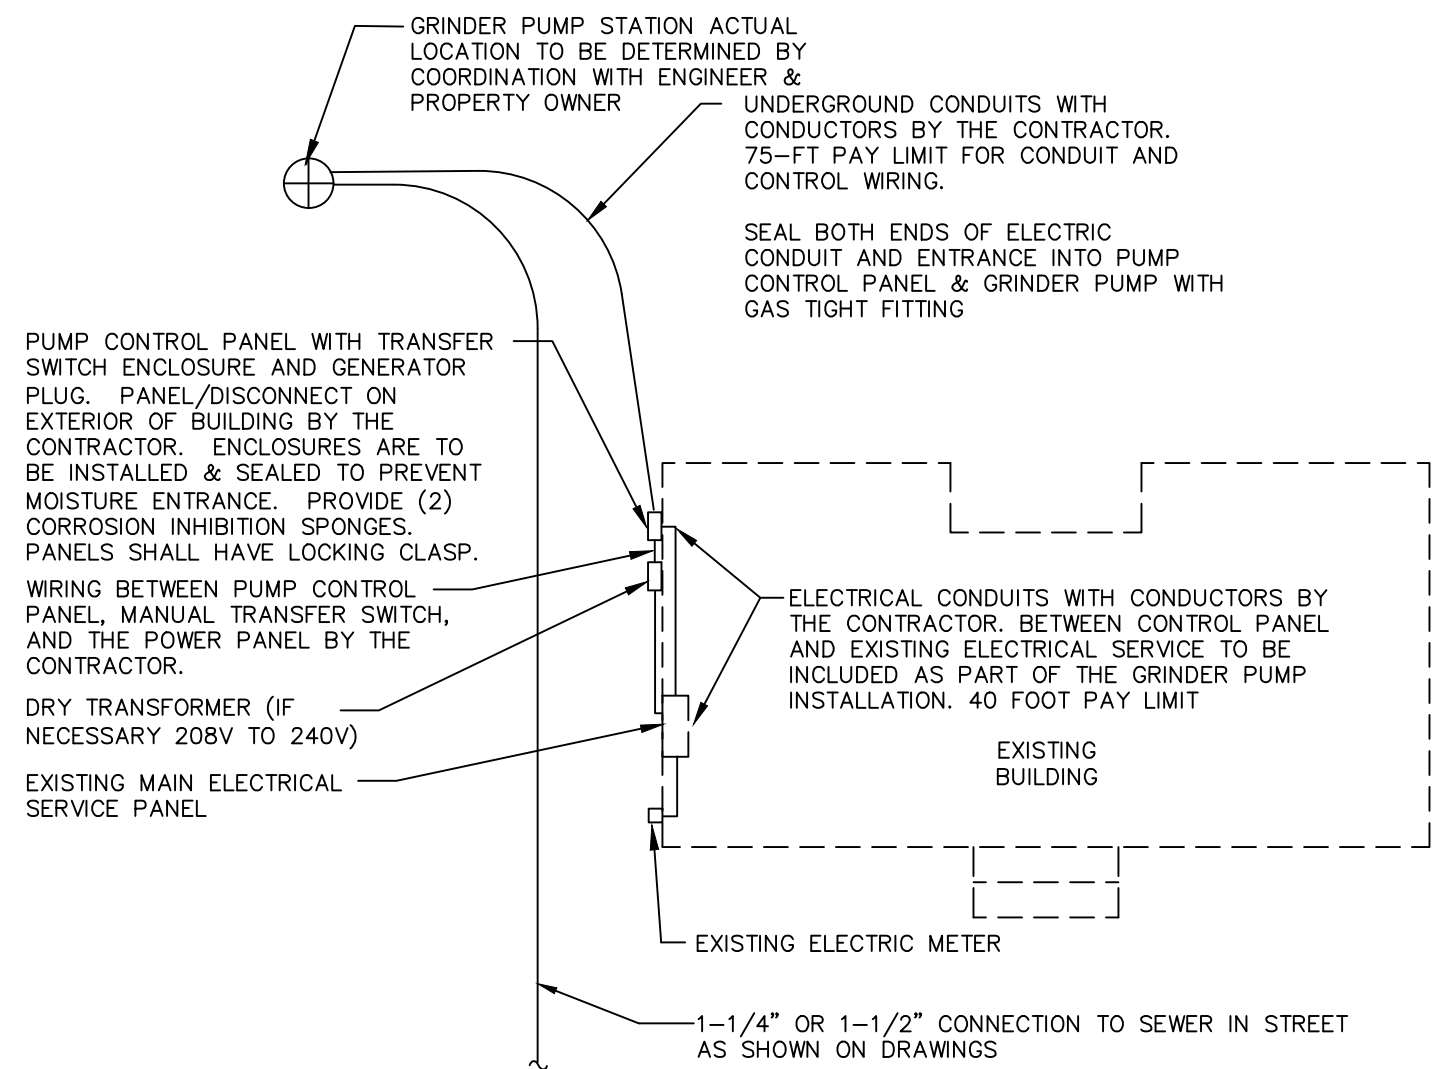 GRINDER PUMP STATION ACTUAL
LOCATION TO BE DETERMINED BY
COORDINATION WITH ENGINEER &
PROPERTY OWNER
UNDERGROUND CONDUITS WITH
CONDUCTORS BY THE CONTRACTOR.
75-FT PAY LIMIT FOR CONDUIT AND
CONTROL WIRING.
SEAL BOTH ENDS OF ELECTRIC
CONDUIT AND ENTRANCE INTO PUMP
CONTROL PANEL & GRINDER PUMP WITH
GAS TIGHT FITTING
PUMP CONTROL PANEL WITH TRANSFER
SWITCH ENCLOSURE AND GENERATOR
PLUG. PANEL/DISCONNECT ON
EXTERIOR OF BUILDING BY THE
CONTRACTOR. ENCLOSURES ARE TO
BE INSTALLED & SEALED TO PREVENT
MOISTURE ENTRANCE. PROVIDE (2)
CORROSION INHIBITION SPONGES.
PANELS SHALL HAVE LOCKING CLASP.
WIRING BETWEEN PUMP CONTROL
PANEL, MANUAL TRANSFER SWITCH,
AND THE POWER PANEL BY THE
CONTRACTOR.
DRY TRANSFORMER (IF
NECESSARY 208V TO 240V)
EXISTING MAIN ELECTRICAL
SERVICE PANEL
ELECTRICAL CONDUITS WITH CONDUCTORS BY
THE CONTRACTOR. BETWEEN CONTROL PANEL
AND EXISTING ELECTRICAL SERVICE TO BE
INCLUDED AS PART OF THE GRINDER PUMP
INSTALLATION. 40 FOOT PAY LIMIT
EXISTING
BUILDING
EXISTING ELECTRIC METER
1-1/4" OR 1-1/2" CONNECTION TO SEWER IN STREET
AS SHOWN ON DRAWINGS